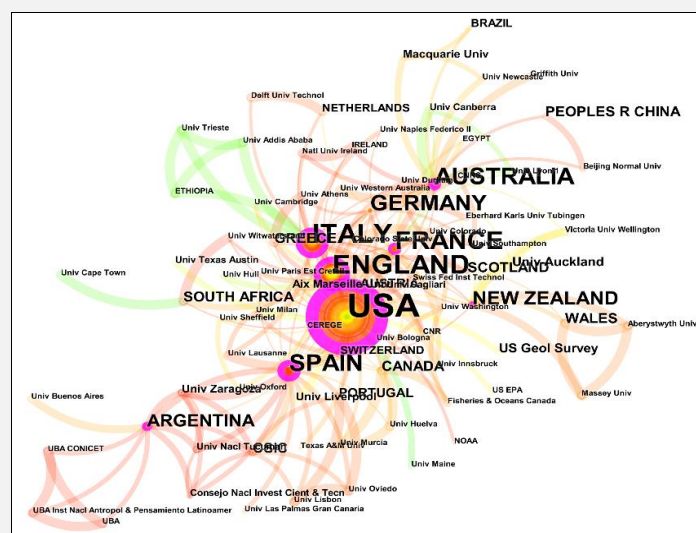 BRAZIL
Macquarie Univ
Univ Newcastle
Griffith Univ
Delft Univ Technol
NETHERLANDS
Univ Canberra
PEOPLES R CHINA
Univ Trieste
Univ Naples Federico II
EGYPT
Univ Addis Ababa
IRELAND
Natl Univ Ireland
Beijing Normal Univ
AUSTRALIA
ETHIOPIA
Univ Athens
Univ Western Australia
Univ Cambridge
GERMANY
Eberhard Karls Univ Tubingen
Univ Colorado
Victoria Univ Wellington
GREECE
ITALY
FRANCE
Univ Southampton
Univ Texas Austin
Univ Cape Town
Univ Hull
Univ Paris Est Creteil
ENGLAND
SCOTLAND
Univ Auckland
Swiss Fed Inst Technol
Aix Marseille
AUSTRIA
SOUTH AFRICA
USA
NEW ZEALAND
Univ Washington
Univ Milan
Univ Sheffield
CEREGE
WALES
Aberystwyth Univ
CNR
Univ Bologna
SWITZERLAND
US Geol Survey
Univ Lausanne
SPAIN
CANADA
Univ Innsbruck
Univ Zaragoza
Univ Oxford
Univ Liverpool
PORTUGAL
US EPA
Massey Univ
Fisheries & Oceans Canada
Univ Buenos Aires
ARGENTINA
Univ Huelva
UBA CONICET
Univ Nacl Tucuman
CSIC
Texas A&M Univ
Univ Murcia
NOAA
Univ Maine
Consejo Nacl Invest Cient & Tecn
Univ Oviedo
Univ Lisbon
UBA Inst Nacl Antropol & Pensamiento Latinoamer
Univ Las Palmas Gran Canaria
UBA